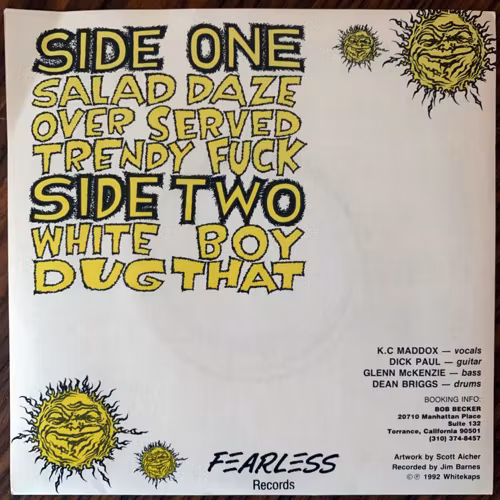 SIDE ONE
SALAD DAZE
OVER SERVED
TRENDY FUCK
SIDE TWO
WHITE BOY
DUG THAT
K.C MADDOX — vocals
DICK PAUL — guitar
GLENN McKENZIE — bass
DEAN BRIGGS — drums
BOOKING INFO:
BOB BECKER
20710 Manhattan Place
Suite 132
Torrance, California 90501
(310) 374-8457
Artwork by Scott Aicher
Recorded by Jim Barnes
©℗ 1992 Whitekaps
FEARLESS
Records